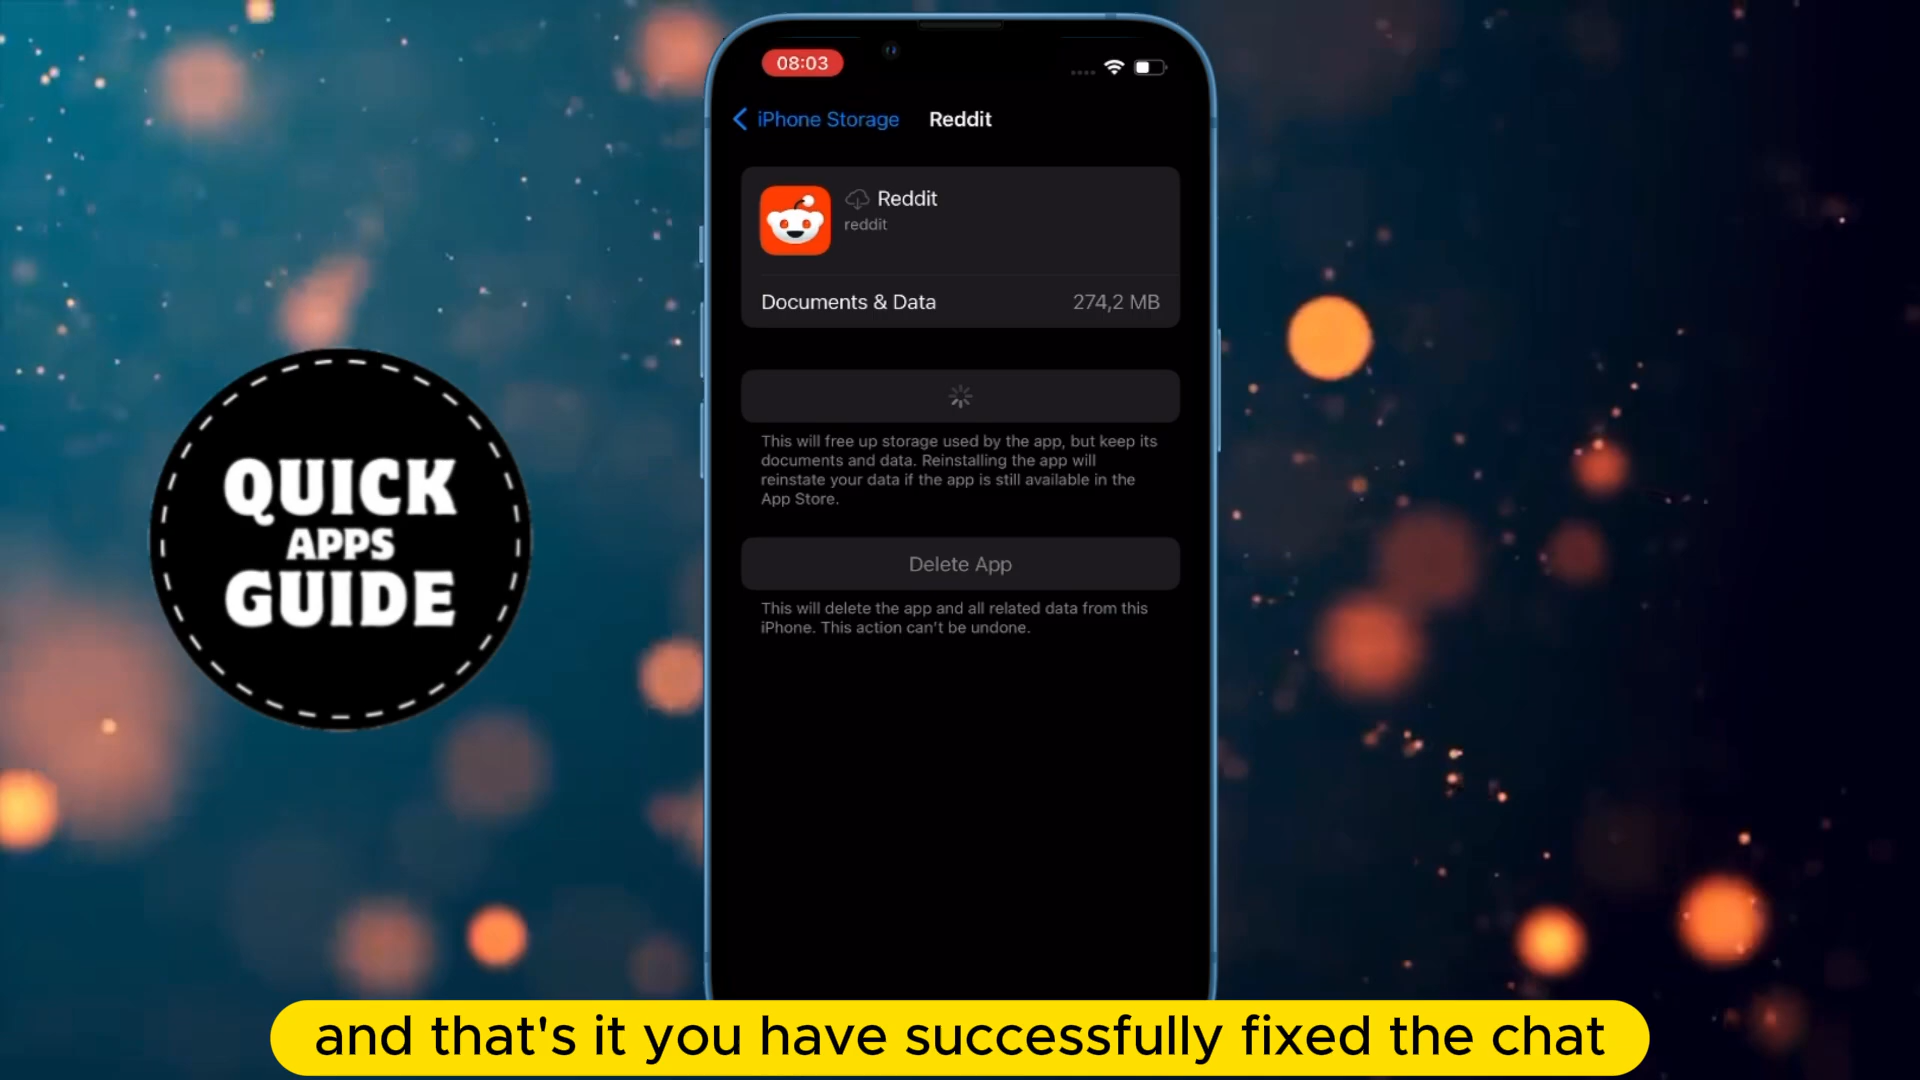 08:03
iPhone Storage
Reddit
Reddit
reddit
Documents & Data
274,2 MB
This will free up storage used by the app, but keep its
documents and data. Reinstalling the app will
reinstate your data if the app is still available in the
App Store.
Delete App
This will delete the app and all related data from this
iPhone. This action can't be undone.
QUICK
APPS
GUIDE
and that's it you have successfully fixed the chat